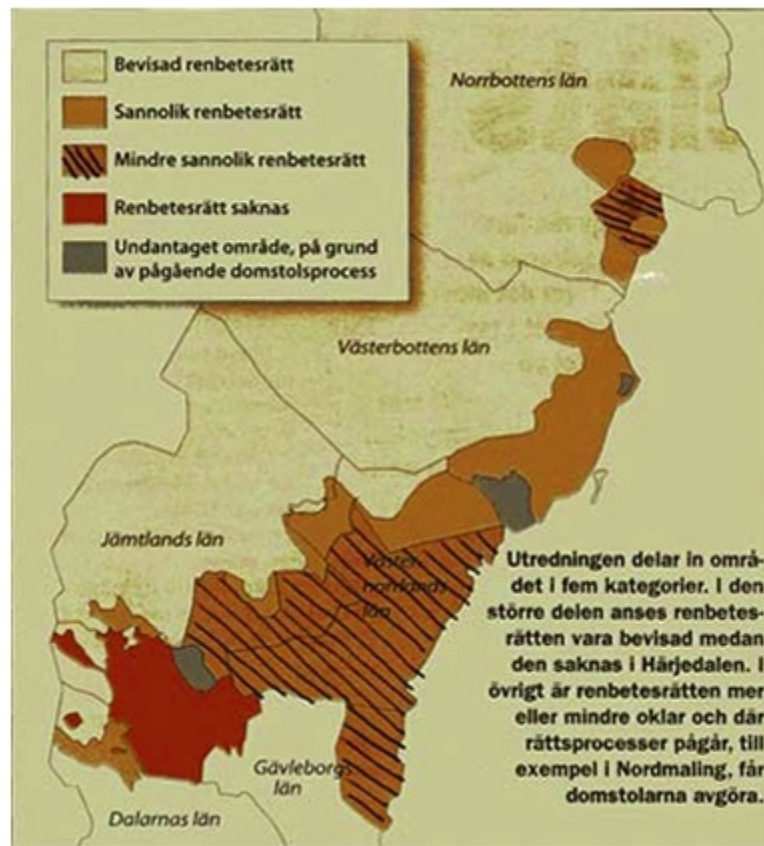 Bevisad renbetesrätt
Sannolik renbetesrätt
Mindre sannolik renbetesrätt
Renbetesrätt saknas
Undantaget område, på grund
av pågående domstolsprocess
Norrbottens län
Västerbottens län
Jämtlands län
Väster-
norrlands
län
Gävleborgs
län
Dalarnas län
Utredningen delar in områ-
det i fem kategorier. I den
större delen anses renbetes-
rätten vara bevisad medan
den saknas i Härjedalen. I
övrigt är renbetesrätten mer
eller mindre oklar och där
rättsprocesser pågår, till
exempel i Nordmaling, får
domstolarna avgöra.